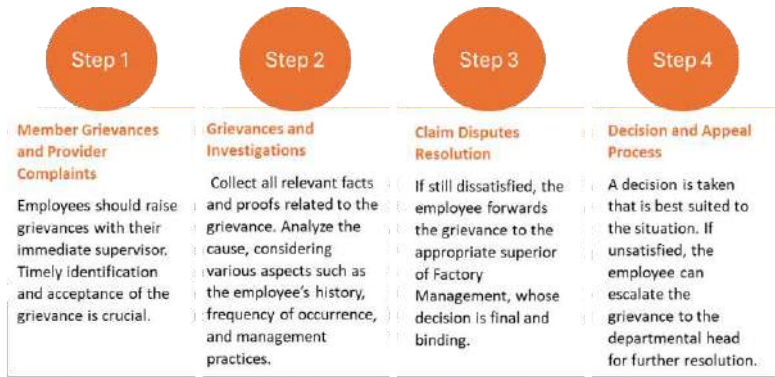 Step 1
Member Grievances
and Provider
Complaints
Employees should raise
grievances with their
immediate supervisor.
Timely identification
and acceptance of the
grievance is crucial.
Step 2
Grievances and
Investigations
Collect all relevant facts
and proofs related to the
grievance. Analyze the
cause, considering
various aspects such as
the employee's history,
frequency of occurrence,
and management
practices.
Step 3
Claim Disputes
Resolution
If still dissatisfied, the
employee forwards
the grievance to the
appropriate superior
of Factory
Management, whose
decision is final and
binding.
Step 4
Decision and Appeal
Process
A decision is taken
that is best suited to
the situation. If
unsatisfied, the
employee can
escalate the
grievance to the
departmental head
for further resolution.